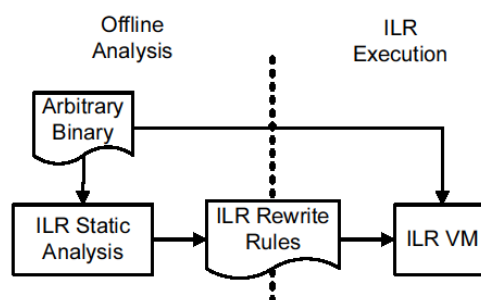 Offline
Analysis
ILR
Execution
Arbitrary
Binary
ILR Static
Analysis
ILR Rewrite
Rules
ILR VM